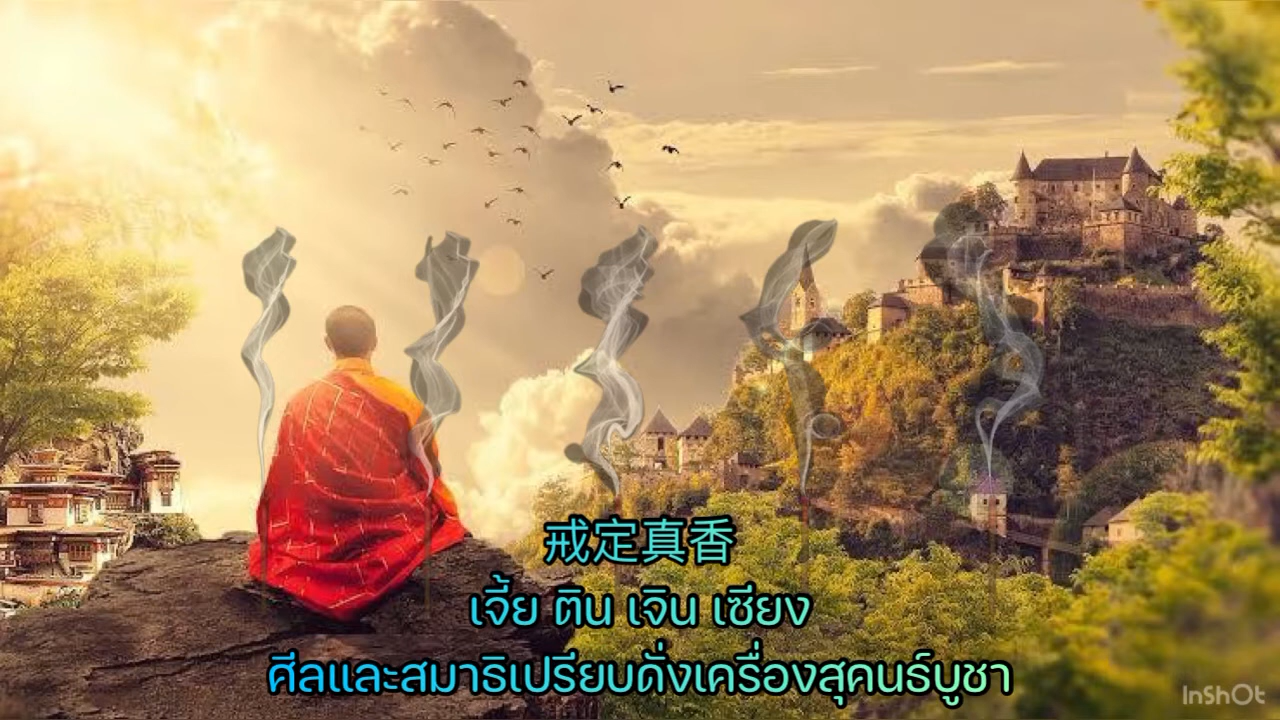 戒定真香
เจี้ย ติน เจิน เซียง
ศีลและสมาธิเปรียบดั่งเครื่องสุคนธ์บูชา
InShOt